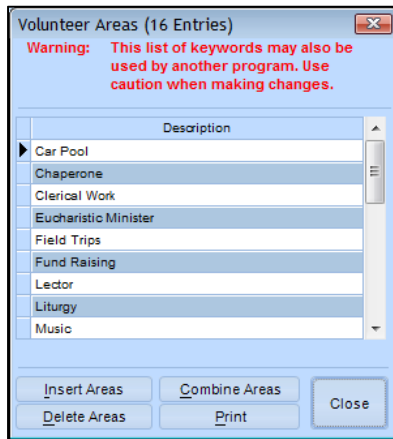 Volunteer Areas (16 Entries)
Warning: This list of keywords may also be
used by another program. Use
caution when making changes.
Description
Car Pool
Chaperone
Clerical Work
Eucharistic Minister
Field Trips
Fund Raising
Lector
Liturgy
Music
Insert Areas
Combine Areas
Close
Delete Areas
Print